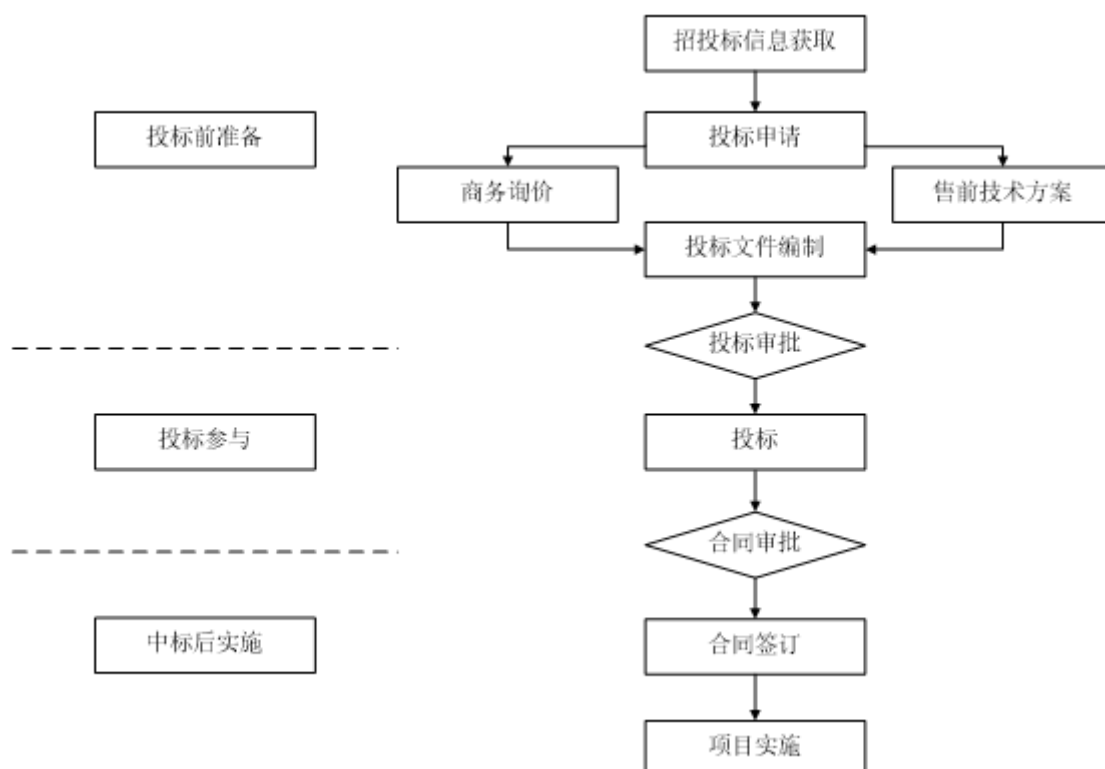 招投标信息获取
投标前准备
投标申请
商务询价
售前技术方案
投标文件编制
投标审批
投标参与
投标
合同审批
中标后实施
合同签订
项目实施